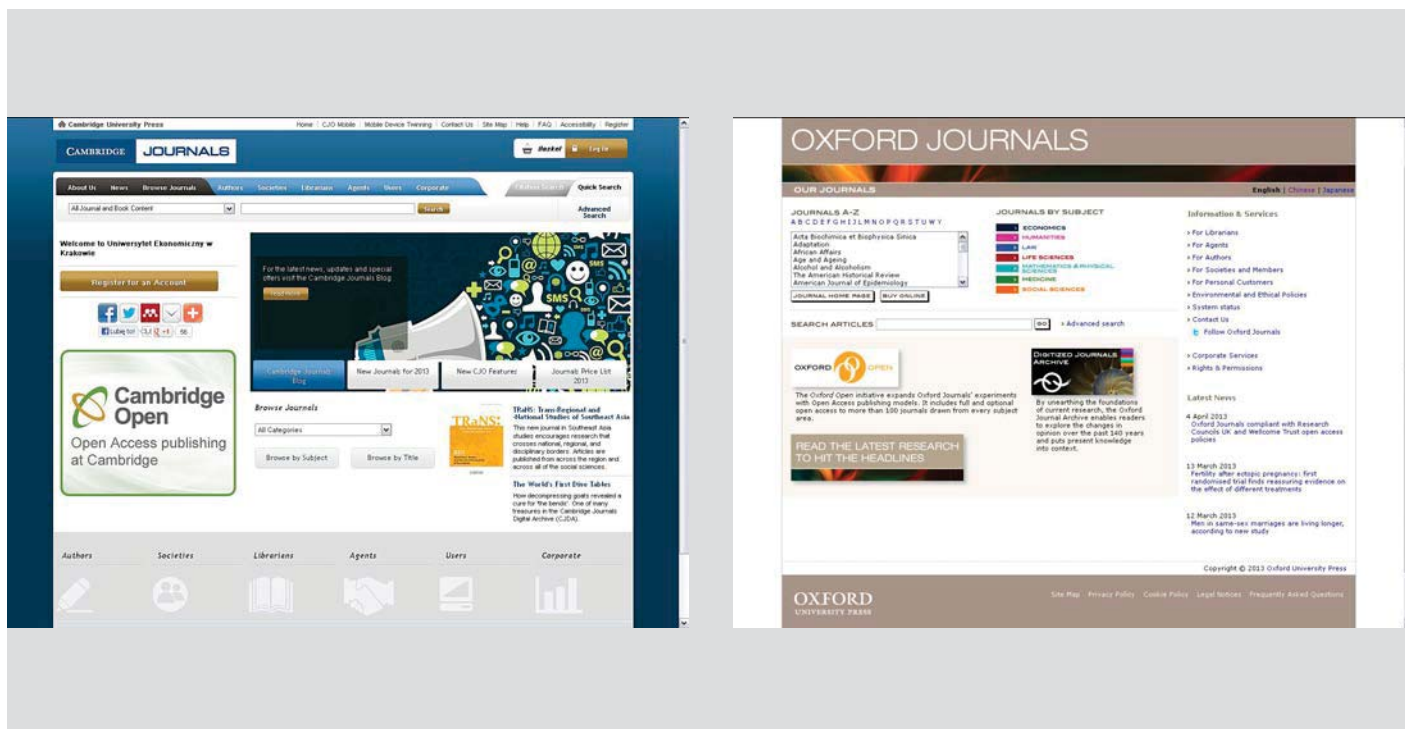 Cambridge University Press
Home | CJO Mobile | Mobile Device Twinning | Contact Us | Site Map | Help | FAQ | Accessibility | Register
CAMBRIDGE JOURNALS
Basket Log In
About Us News Browse Journals Authors Societies Librarians Agents Users Corporate Citation Search Quick Search
All Journal and Book Content Search Advanced
Search
Welcome to Uniwersytet Ekonomiczny w
Krakowie
Register for an Account
Lubię to! +1 56
Cambridge
Open
Open Access publishing
at Cambridge
For the latest news, updates and special
offers visit the Cambridge Journals Blog
Read More
SMS
SMS
Cambridge Journals
Blog
New Journals for 2013
New CJO Features
Journals Price List
2013
Browse Journals
All Categories
Browse by Subject Browse by Title
TRaNS:
TRaNS: Trans-Regional and
-National Studies of Southeast Asia
This new journal in Southeast Asia
studies encourages research that
crosses national, regional, and
disciplinary borders. Articles are
published from across the region and
across all of the social sciences.
The World's First Dive Tables
How decompressing goats revealed a
cure for 'the bends'. One of many
treasures in the Cambridge Journals
Digital Archive (CJDA).
Authors Societies Librarians Agents Users Corporate
OXFORD JOURNALS
OUR JOURNALS
English | Chinese | Japanese
JOURNALS A-Z
A B C D E F G H I J L M N O P Q R S T U W Y
Acta Biochimica et Biophysica Sinica
Adaptation
African Affairs
Age and Ageing
Alcohol and Alcoholism
The American Historical Review
American Journal of Epidemiology
JOURNAL HOME PAGE BUY ONLINE
JOURNALS BY SUBJECT
ECONOMICS
HUMANITIES
LAW
LIFE SCIENCES
MATHEMATICS & PHYSICAL
SCIENCES
MEDICINE
SOCIAL SCIENCES
SEARCH ARTICLES GO › Advanced search
OXFORD OPEN
The Oxford Open initiative expands Oxford Journals' experiments
with Open Access publishing models. It includes full and optional
open access to more than 100 journals drawn from every subject
area.
READ THE LATEST RESEARCH
TO HIT THE HEADLINES
DIGITIZED JOURNALS
ARCHIVE
By unearthing the foundations
of current research, the Oxford
Journal Archive enables readers
to explore the changes in
opinion over the past 140 years
and puts present knowledge
into context.
Information & Services
› For Librarians
› For Agents
› For Authors
› For Societies and Members
› For Personal Customers
› Environmental and Ethical Policies
› System status
› Contact Us
Follow Oxford Journals
› Corporate Services
› Rights & Permissions
Latest News
4 April 2013
Oxford Journals compliant with Research
Councils UK and Wellcome Trust open access
policies
13 March 2013
Fertility after ectopic pregnancy: first
randomised trial finds reassuring evidence on
the effect of different treatments
12 March 2013
Men in same-sex marriages are living longer,
according to new study
Copyright © 2013 Oxford University Press
OXFORD
UNIVERSITY PRESS
Site Map Privacy Policy Cookie Policy Legal Notices Frequently Asked Questions